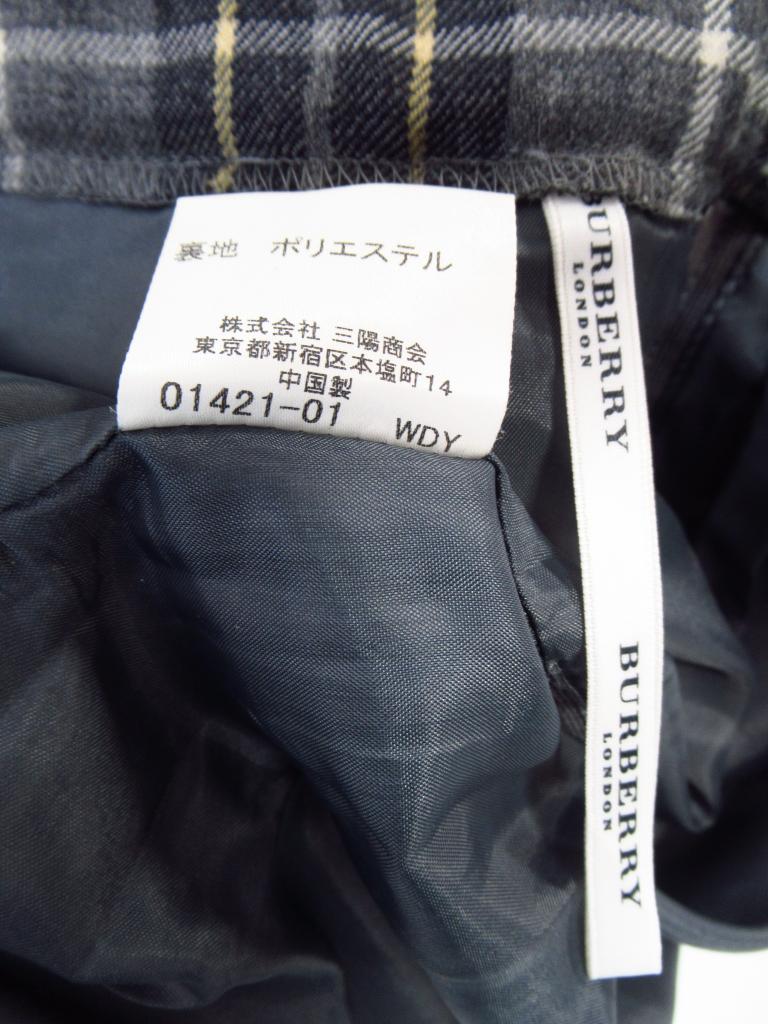 裏地 ポリエステル
株式会社 三陽商会
東京都新宿区本塩町14
中国製
01421-01 WDY
BURBERRY
LONDON
BURBERRY
LONDON